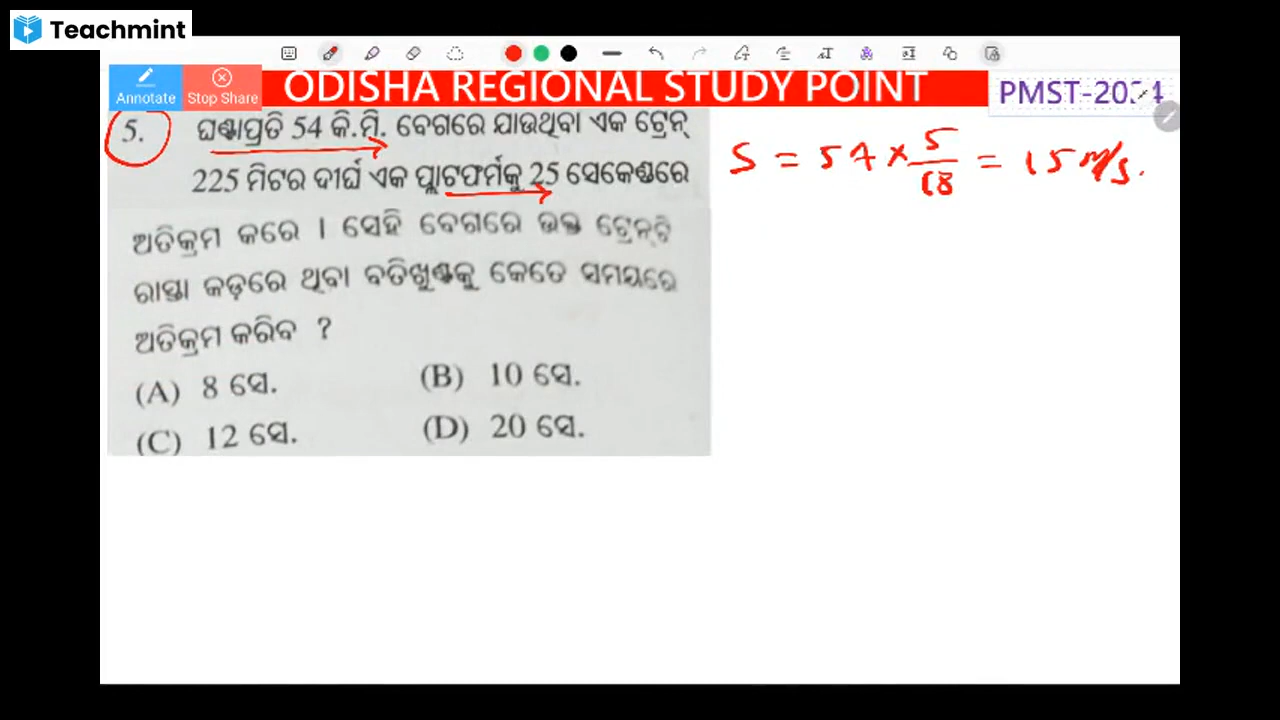 Teachmint
Annotate
Stop Share
ODISHA REGIONAL STUDY POINT
PMST-2024
5. ଘଣ୍ଟାପ୍ରତି 54 କି.ମି. ବେଗରେ ଯାଉଥିବା ଏକ ଟ୍ରେନ୍
225 ମିଟର ଦୀର୍ଘ ଏକ ପ୍ଲାଟଫର୍ମକୁ 25 ସେକେଣ୍ଡରେ
ଅତିକ୍ରମ କରେ । ସେହି ବେଗରେ ଉକ୍ତ ଟ୍ରେନ୍‌ଟି
ରାସ୍ତା କଡ଼ରେ ଥିବା ବତିଖୁଣ୍ଟକୁ କେତେ ସମୟରେ
ଅତିକ୍ରମ କରିବ ?
(A) 8 ସେ. (B) 10 ସେ.
(C) 12 ସେ. (D) 20 ସେ.
S = 54 × 5/18 = 15 m/s.